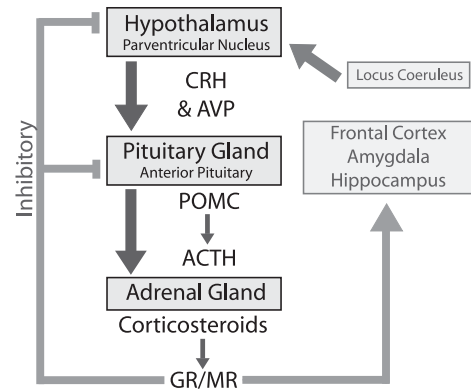 Hypothalamus
Parventricular Nucleus
CRH
& AVP
Locus Coeruleus
Frontal Cortex
Amygdala
Hippocampus
Inhibitory
Pituitary Gland
Anterior Pituitary
POMC
ACTH
Adrenal Gland
Corticosteroids
GR/MR